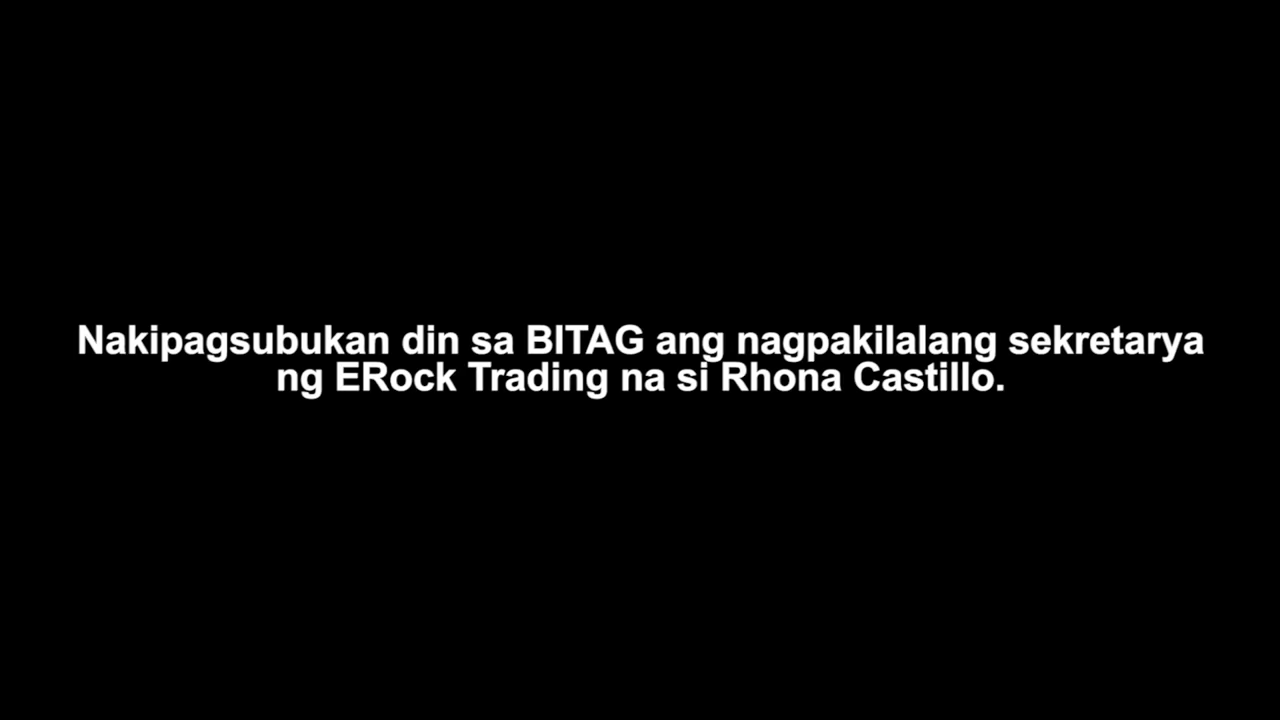 Nakipagsubukan din sa BITAG ang nagpakilalang sekretarya
ng ERock Trading na si Rhona Castillo.